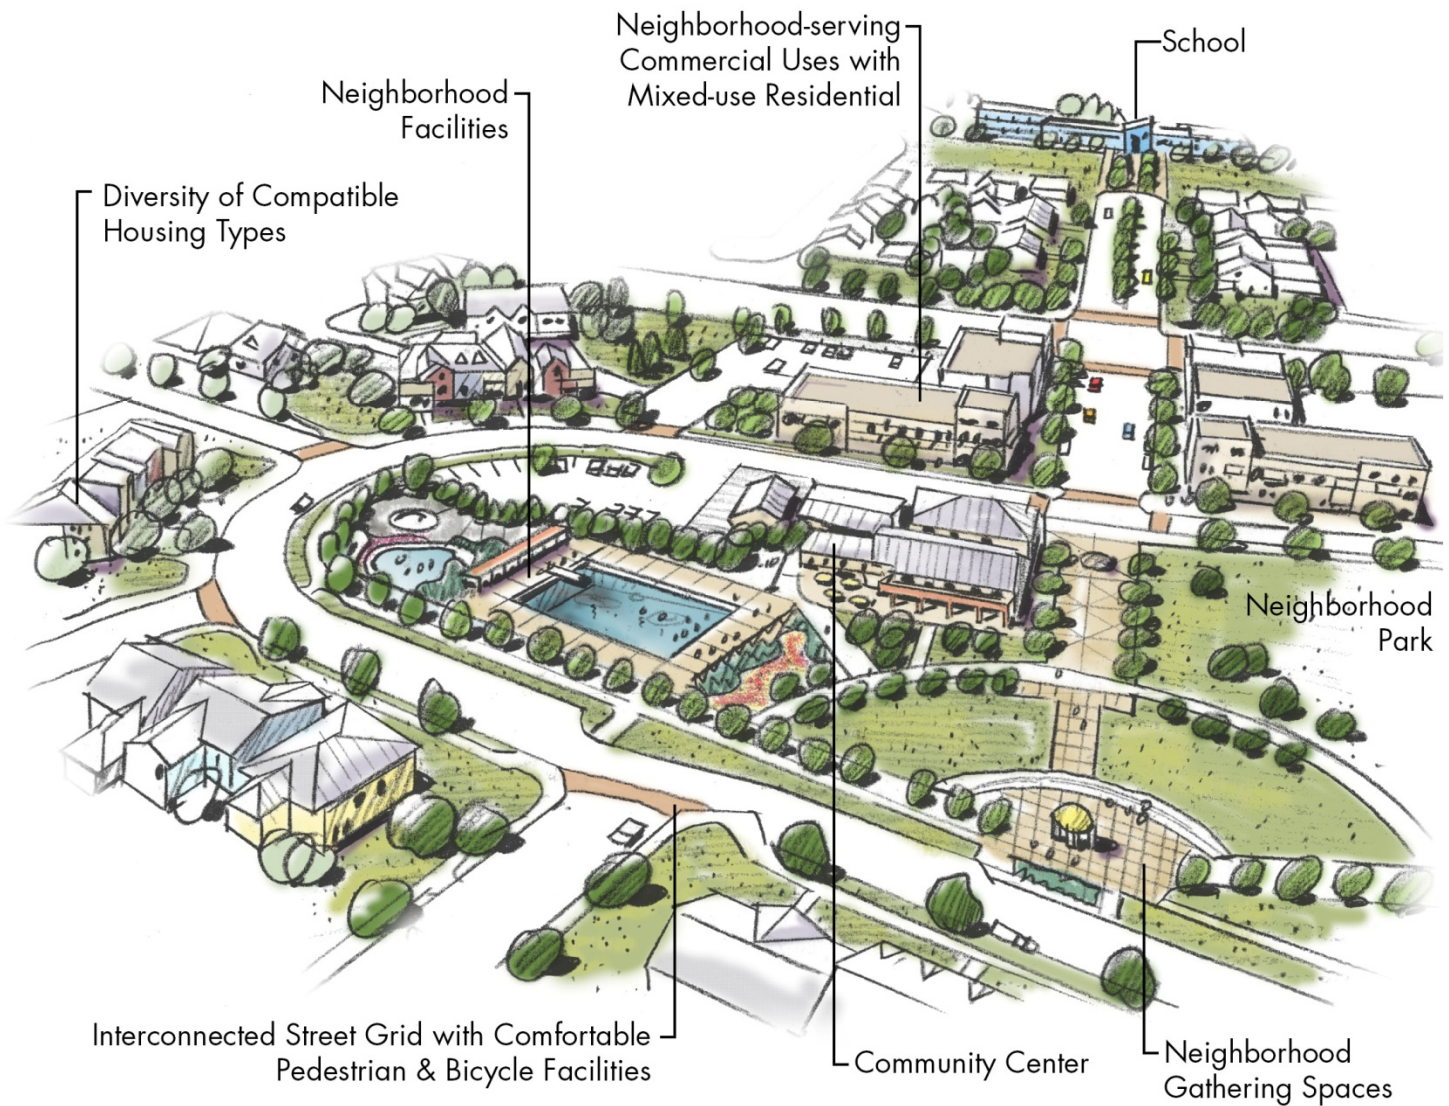 Neighborhood-serving
Commercial Uses with
Mixed-use Residential
School
Neighborhood
Facilities
Diversity of Compatible
Housing Types
Neighborhood
Park
Interconnected Street Grid with Comfortable
Pedestrian & Bicycle Facilities
Community Center
Neighborhood
Gathering Spaces